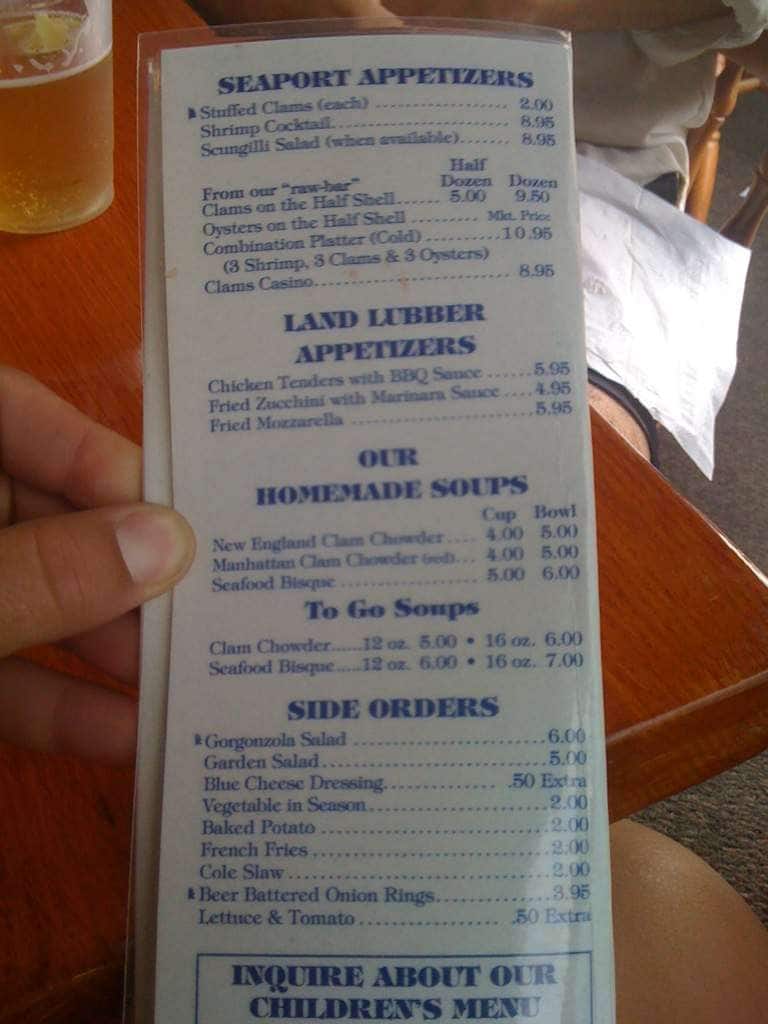 SEAPORT APPETIZERS
Stuffed Clams (each) .................. 2.00
Shrimp Cocktail......................... 8.95
Scungilli Salad (when available)....... 8.95
Half
From our "raw-bar" Dozen Dozen
Clams on the Half Shell...... 5.00 9.50
Oysters on the Half Shell .......... Mkt. Price
Combination Platter (Cold) ...........10.95
(3 Shrimp, 3 Clams & 3 Oysters)
Clams Casino............................. 8.95
LAND LUBBER
APPETIZERS
Chicken Tenders with BBQ Sauce ......5.95
Fried Zucchini with Marinara Sauce ....4.95
Fried Mozzarella ............................5.95
OUR
HOMEMADE SOUPS
Cup Bowl
New England Clam Chowder .... 4.00 5.00
Manhattan Clam Chowder (red)... 4.00 5.00
Seafood Bisque ................... 5.00 6.00
To Go Soups
Clam Chowder......12 oz. 5.00 • 16 oz. 6.00
Seafood Bisque.....12 oz. 6.00 • 16 oz. 7.00
SIDE ORDERS
Gorgonzola Salad ............................6.00
Garden Salad................................5.00
Blue Cheese Dressing................ .50 Extra
Vegetable in Season.........................2.00
Baked Potato ................................2.00
French Fries .................................2.00
Cole Slaw ....................................2.00
Beer Battered Onion Rings................3.95
Lettuce & Tomato .................... .50 Extra
INQUIRE ABOUT OUR
CHILDREN'S MENU